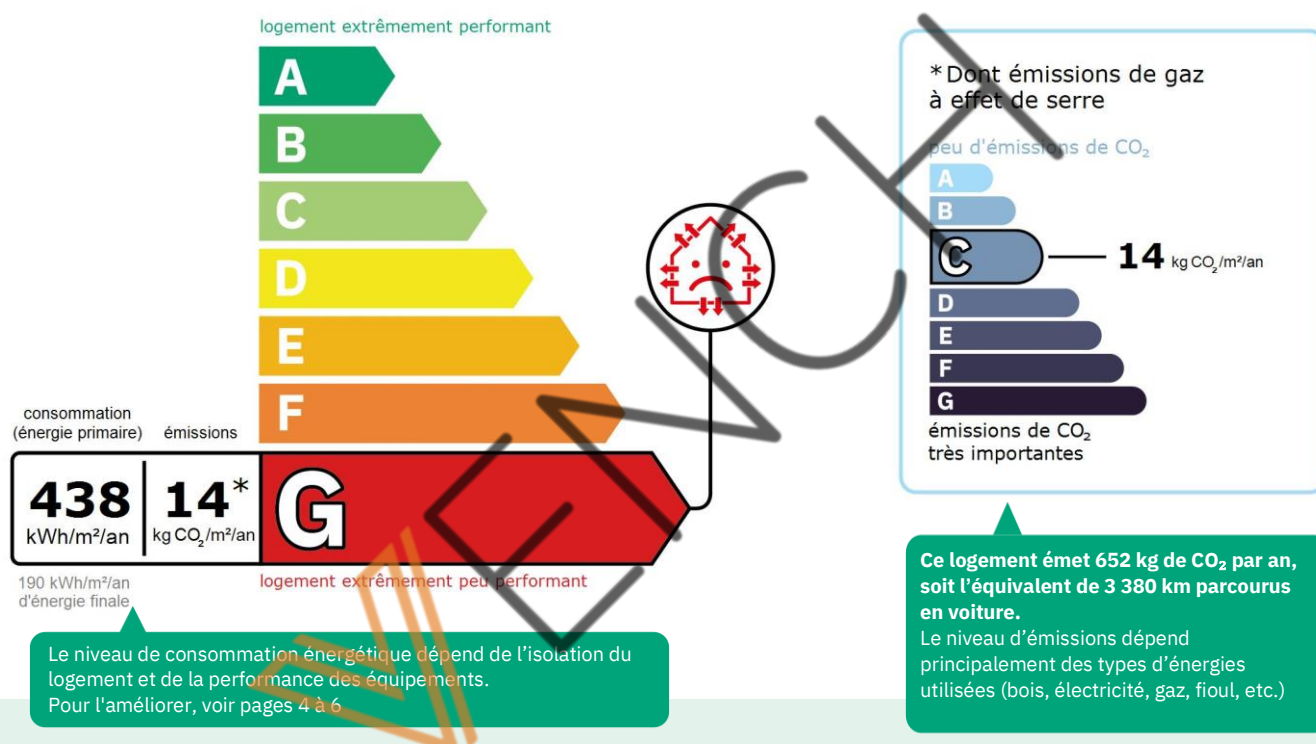 logement extrêmement performant
A
B
C
D
E
F
consommation
(énergie primaire)
émissions
438
kWh/m²/an
14*
kg CO₂/m²/an
G
190 kWh/m²/an
d'énergie finale
logement extrêmement peu performant
Le niveau de consommation énergétique dépend de l’isolation du
logement et de la performance des équipements.
Pour l'améliorer, voir pages 4 à 6
*Dont émissions de gaz
à effet de serre
peu d'émissions de CO₂
A
B
C
14 kg CO₂/m²/an
D
E
F
G
émissions de CO₂
très importantes
Ce logement émet 652 kg de CO₂ par an,
soit l’équivalent de 3 380 km parcourus
en voiture.
Le niveau d’émissions dépend
principalement des types d’énergies
utilisées (bois, électricité, gaz, fioul, etc.)